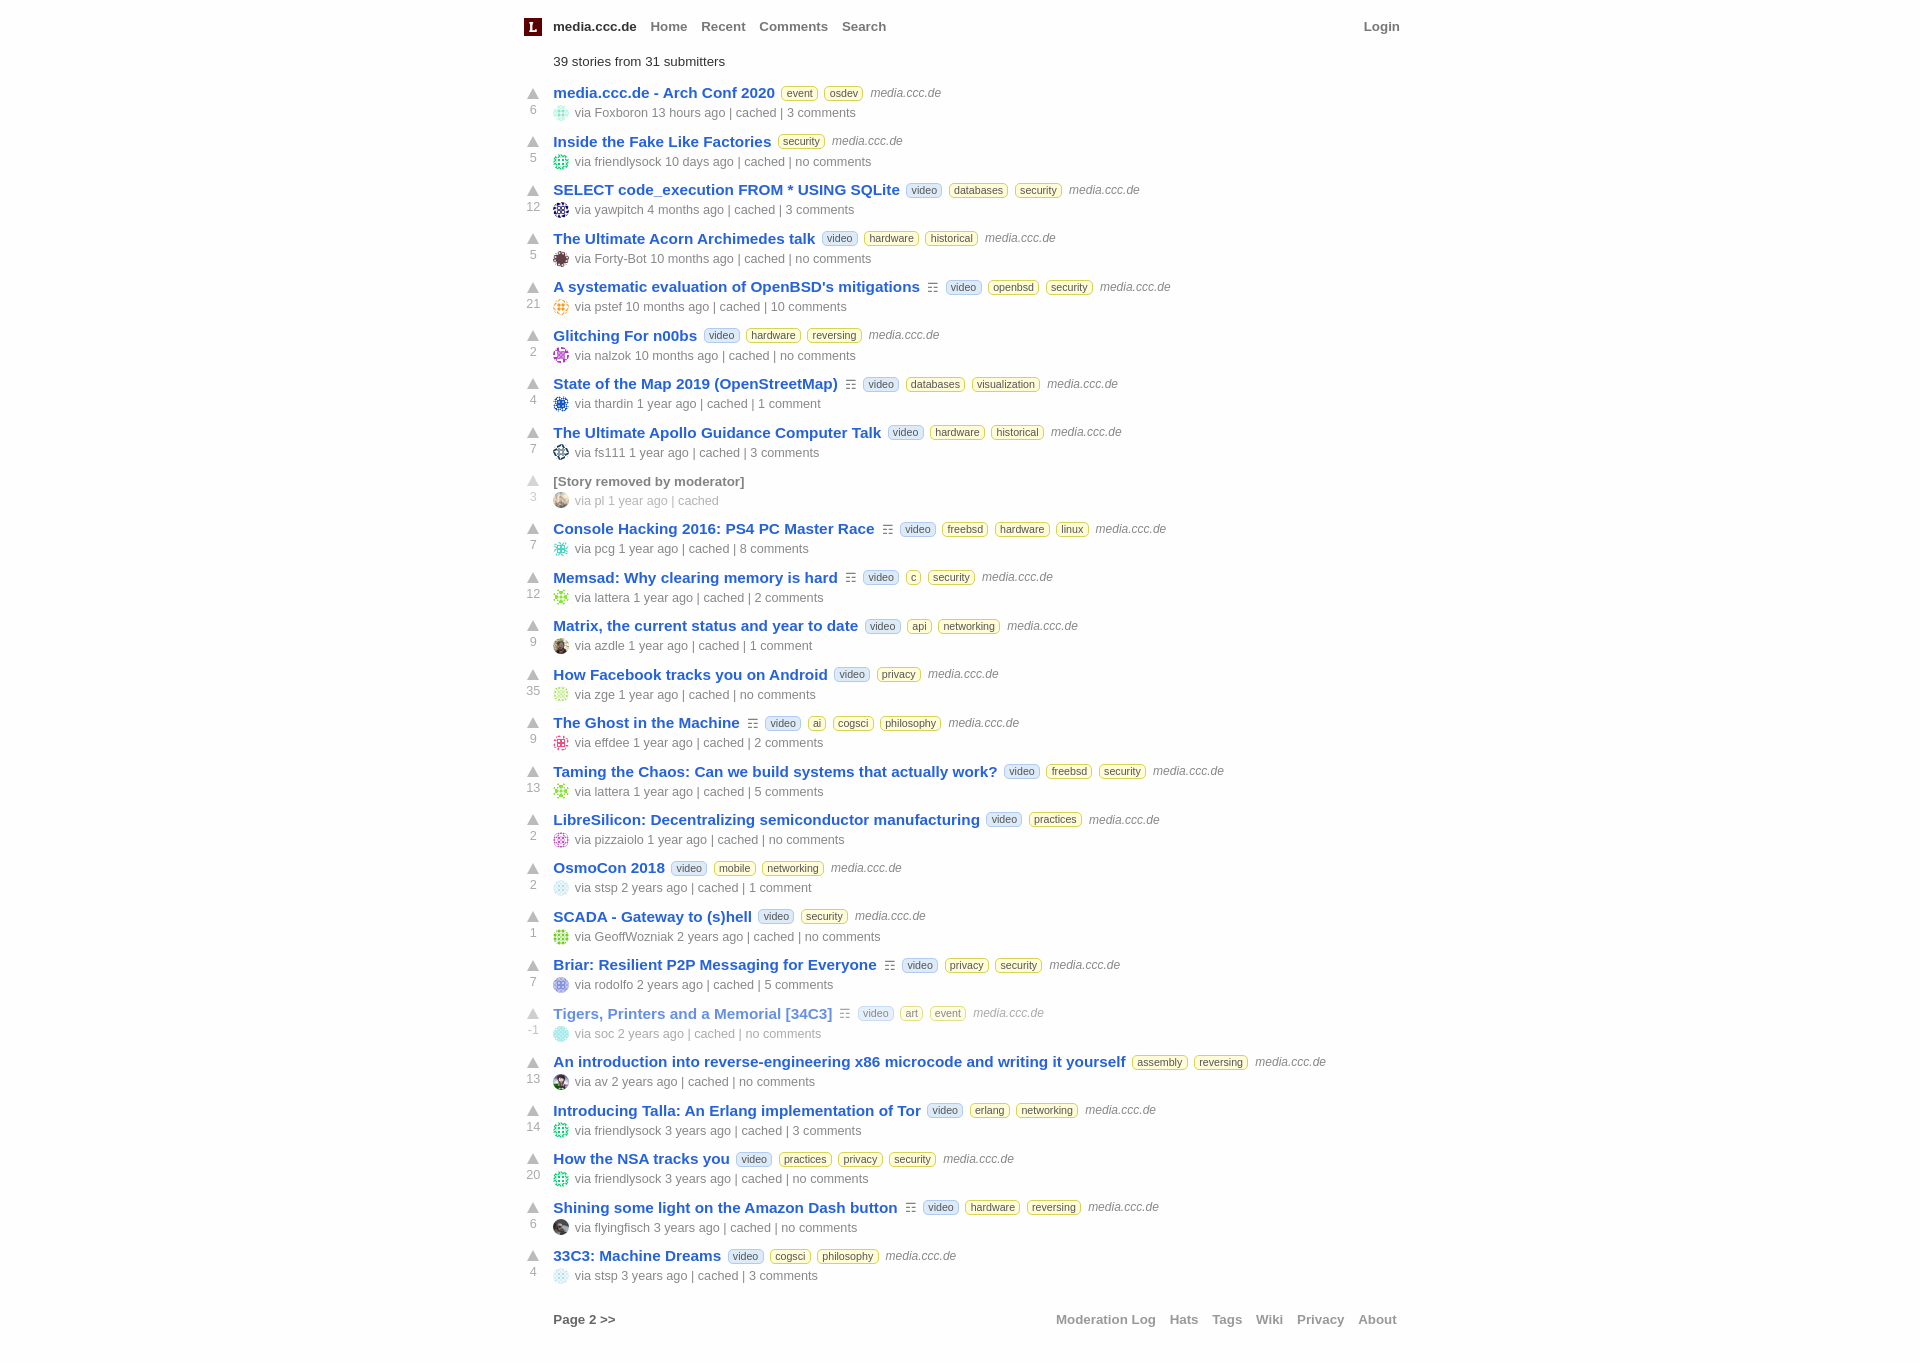 L media.ccc.de Home Recent Comments Search Login
39 stories from 31 submitters
media.ccc.de - Arch Conf 2020 event osdev media.ccc.de
6 via Foxboron 13 hours ago | cached | 3 comments
Inside the Fake Like Factories security media.ccc.de
5 via friendlysock 10 days ago | cached | no comments
SELECT code_execution FROM * USING SQLite video databases security media.ccc.de
12 via yawpitch 4 months ago | cached | 3 comments
The Ultimate Acorn Archimedes talk video hardware historical media.ccc.de
5 via Forty-Bot 10 months ago | cached | no comments
A systematic evaluation of OpenBSD's mitigations ☶ video openbsd security media.ccc.de
21 via pstef 10 months ago | cached | 10 comments
Glitching For n00bs video hardware reversing media.ccc.de
2 via nalzok 10 months ago | cached | no comments
State of the Map 2019 (OpenStreetMap) ☶ video databases visualization media.ccc.de
4 via thardin 1 year ago | cached | 1 comment
The Ultimate Apollo Guidance Computer Talk video hardware historical media.ccc.de
7 via fs111 1 year ago | cached | 3 comments
[Story removed by moderator]
3 via pl 1 year ago | cached
Console Hacking 2016: PS4 PC Master Race ☶ video freebsd hardware linux media.ccc.de
7 via pcg 1 year ago | cached | 8 comments
Memsad: Why clearing memory is hard ☶ video c security media.ccc.de
12 via lattera 1 year ago | cached | 2 comments
Matrix, the current status and year to date video api networking media.ccc.de
9 via azdle 1 year ago | cached | 1 comment
How Facebook tracks you on Android video privacy media.ccc.de
35 via zge 1 year ago | cached | no comments
The Ghost in the Machine ☶ video ai cogsci philosophy media.ccc.de
9 via effdee 1 year ago | cached | 2 comments
Taming the Chaos: Can we build systems that actually work? video freebsd security media.ccc.de
13 via lattera 1 year ago | cached | 5 comments
LibreSilicon: Decentralizing semiconductor manufacturing video practices media.ccc.de
2 via pizzaiolo 1 year ago | cached | no comments
OsmoCon 2018 video mobile networking media.ccc.de
2 via stsp 2 years ago | cached | 1 comment
SCADA - Gateway to (s)hell video security media.ccc.de
1 via GeoffWozniak 2 years ago | cached | no comments
Briar: Resilient P2P Messaging for Everyone ☶ video privacy security media.ccc.de
7 via rodolfo 2 years ago | cached | 5 comments
Tigers, Printers and a Memorial [34C3] ☶ video art event media.ccc.de
-1 via soc 2 years ago | cached | no comments
An introduction into reverse-engineering x86 microcode and writing it yourself assembly reversing media.ccc.de
13 via av 2 years ago | cached | no comments
Introducing Talla: An Erlang implementation of Tor video erlang networking media.ccc.de
14 via friendlysock 3 years ago | cached | 3 comments
How the NSA tracks you video practices privacy security media.ccc.de
20 via friendlysock 3 years ago | cached | no comments
Shining some light on the Amazon Dash button ☶ video hardware reversing media.ccc.de
6 via flyingfisch 3 years ago | cached | no comments
33C3: Machine Dreams video cogsci philosophy media.ccc.de
4 via stsp 3 years ago | cached | 3 comments
Page 2 >> Moderation Log Hats Tags Wiki Privacy About